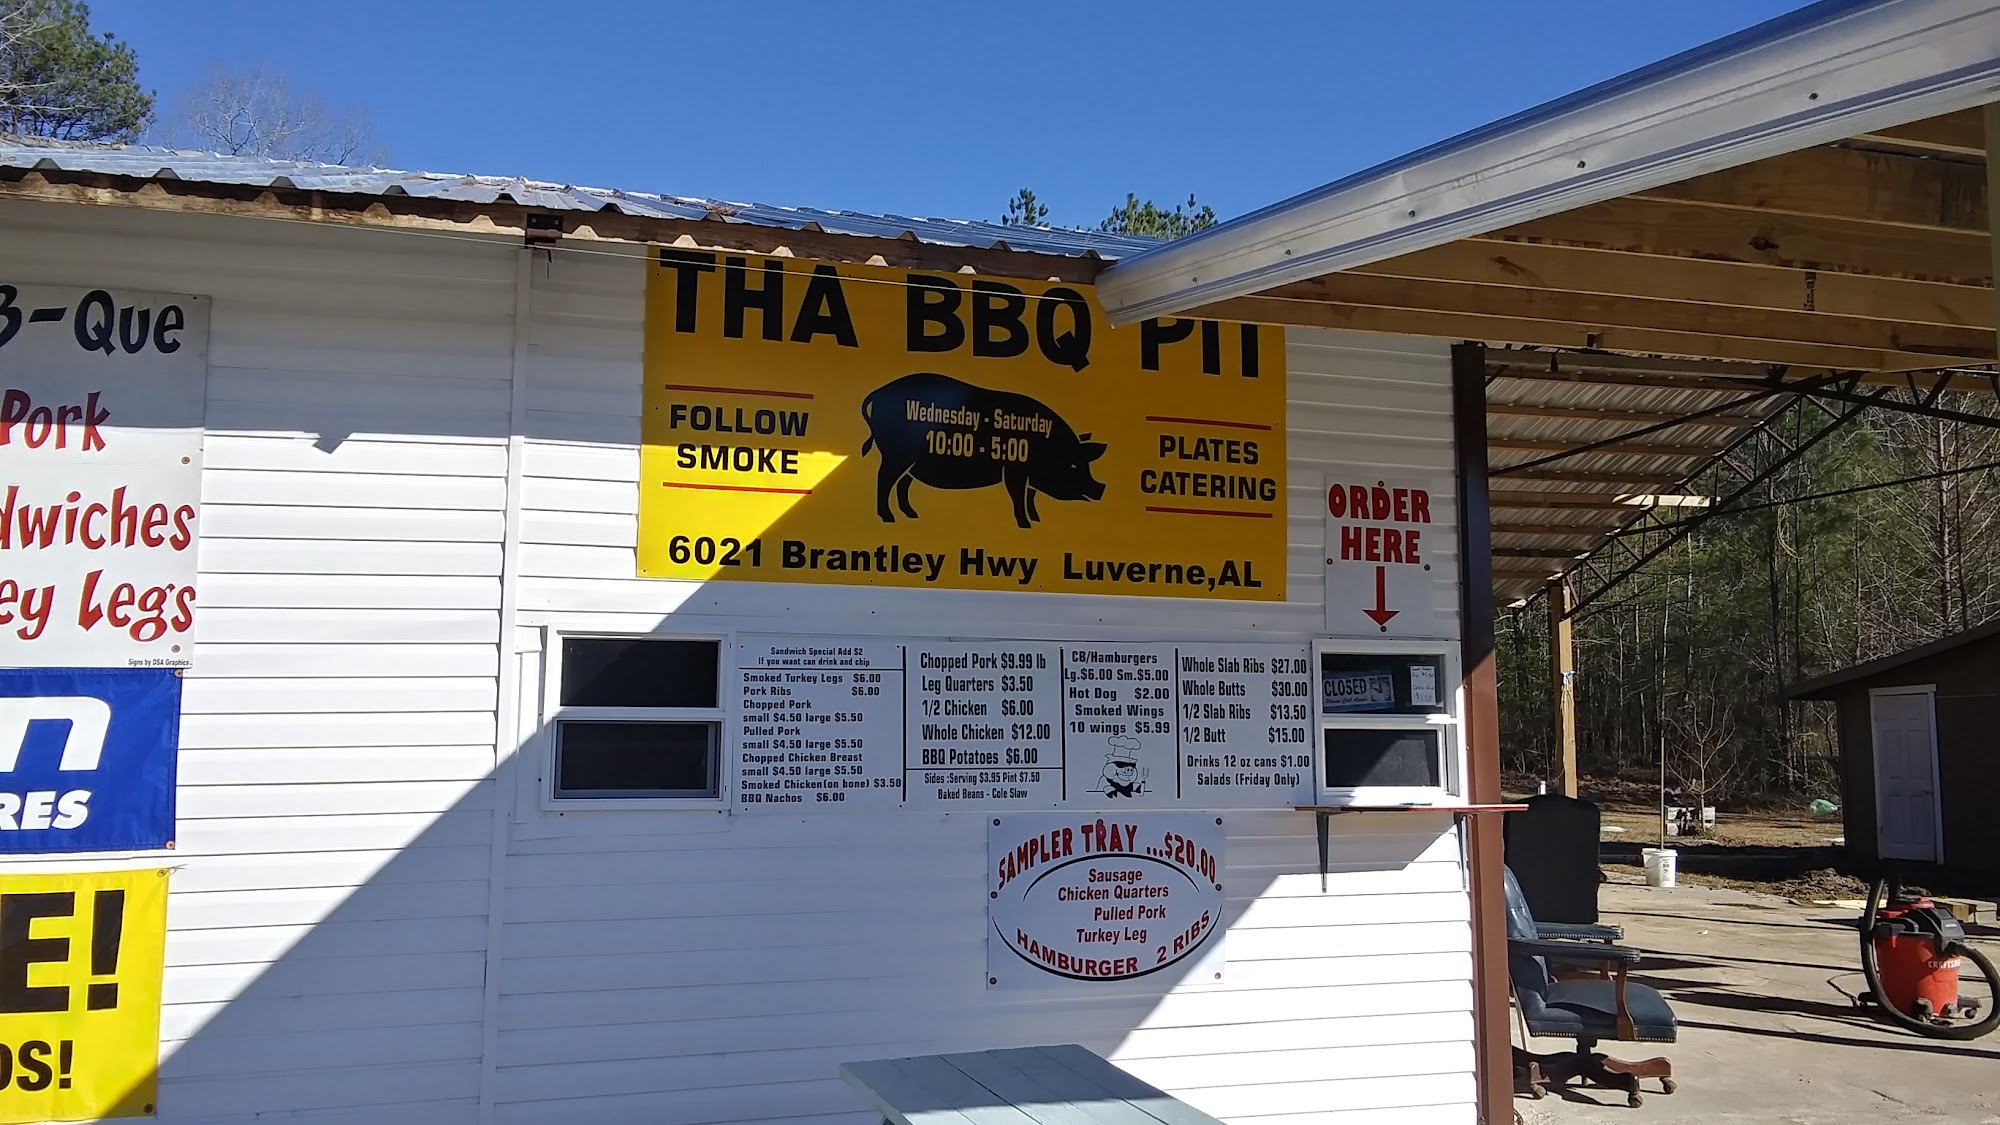 B-Que
Pork
dwiches
ey Legs
Signs by DSA Graphics
n
RES
E!
OS!
THA BBQ PIT
FOLLOW
SMOKE
Wednesday - Saturday
10:00 - 5:00
PLATES
CATERING
6021 Brantley Hwy Luverne,AL
ORDER
HERE
Sandwich Special Add $2
If you want can drink and chip
Smoked Turkey Legs $6.00
Pork Ribs $6.00
Chopped Pork
small $4.50 large $5.50
Pulled Pork
small $4.50 large $5.50
Chopped Chicken Breast
small $4.50 large $5.50
Smoked Chicken(on bone) $3.50
BBQ Nachos $6.00
Chopped Pork $9.99 lb
Leg Quarters $3.50
1/2 Chicken $6.00
Whole Chicken $12.00
BBQ Potatoes $6.00
Sides :Serving $3.95 Pint $7.50
Baked Beans - Cole Slaw
CB/Hamburgers
Lg.$6.00 Sm.$5.00
Hot Dog $2.00
Smoked Wings
10 wings $5.99
Whole Slab Ribs $27.00
Whole Butts $30.00
1/2 Slab Ribs $13.50
1/2 Butt $15.00
Drinks 12 oz cans $1.00
Salads (Friday Only)
CLOSED
SAMPLER TRAY ...$20.00
Sausage
Chicken Quarters
Pulled Pork
Turkey Leg
HAMBURGER 2 RIBS
CRAFTSMAN